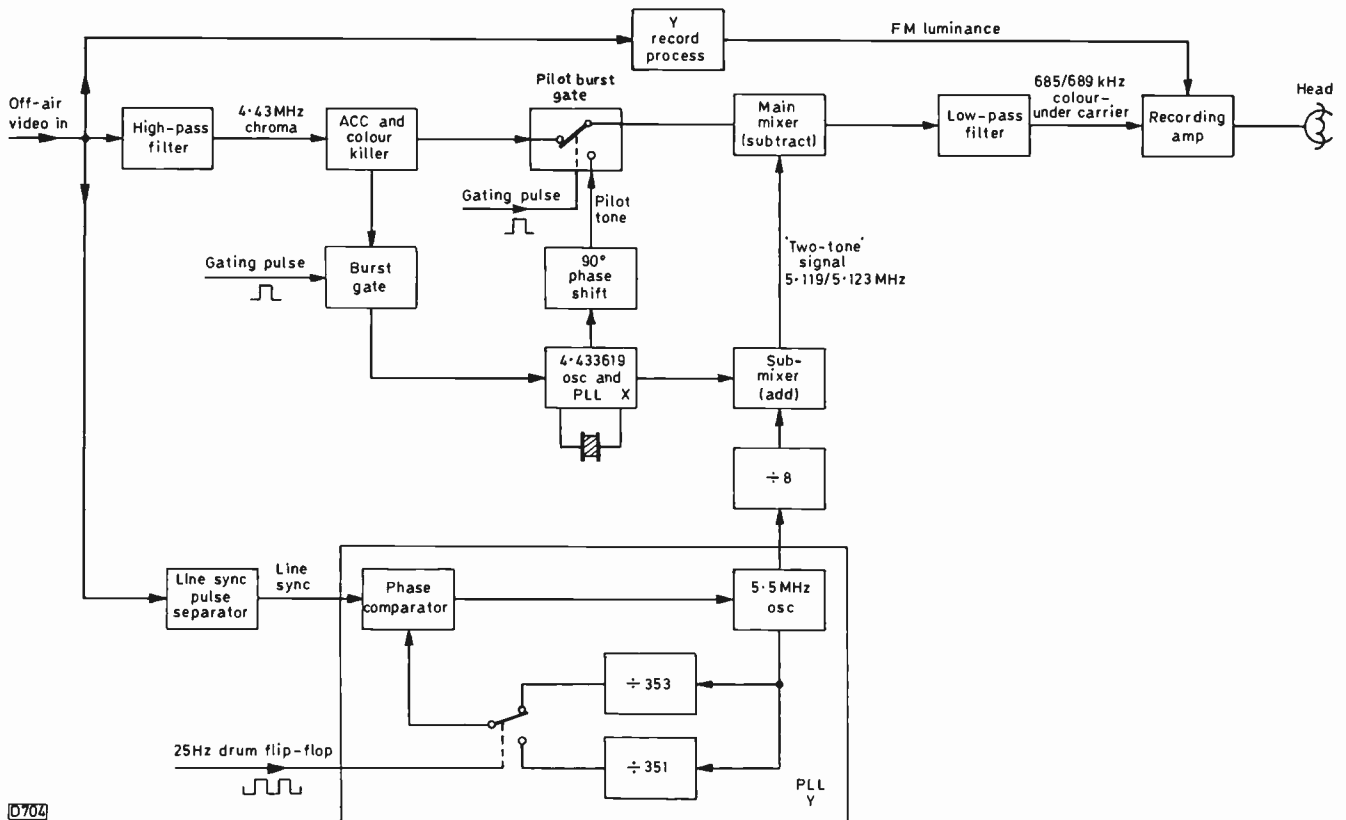 Y
record
process
FM luminance
Off-air
video in
High-pass
filter
4·43MHz
chroma
ACC and
colour
killer
Pilot burst
gate
Main
mixer
(subtract)
Low-pass
filter
685/689 kHz
colour-
under carrier
Recording
amp
Head
Gating pulse
Pilot
tone
Gating pulse
Burst
gate
90°
phase
shift
'Two-tone'
signal
5·119/5·123 MHz
4·433619
osc and
PLL X
Sub-
mixer
(add)
÷8
Line sync
pulse
separator
Line
sync
Phase
comparator
5·5MHz
osc
÷353
25Hz drum flip-flop
÷351
PLL
Y
D704